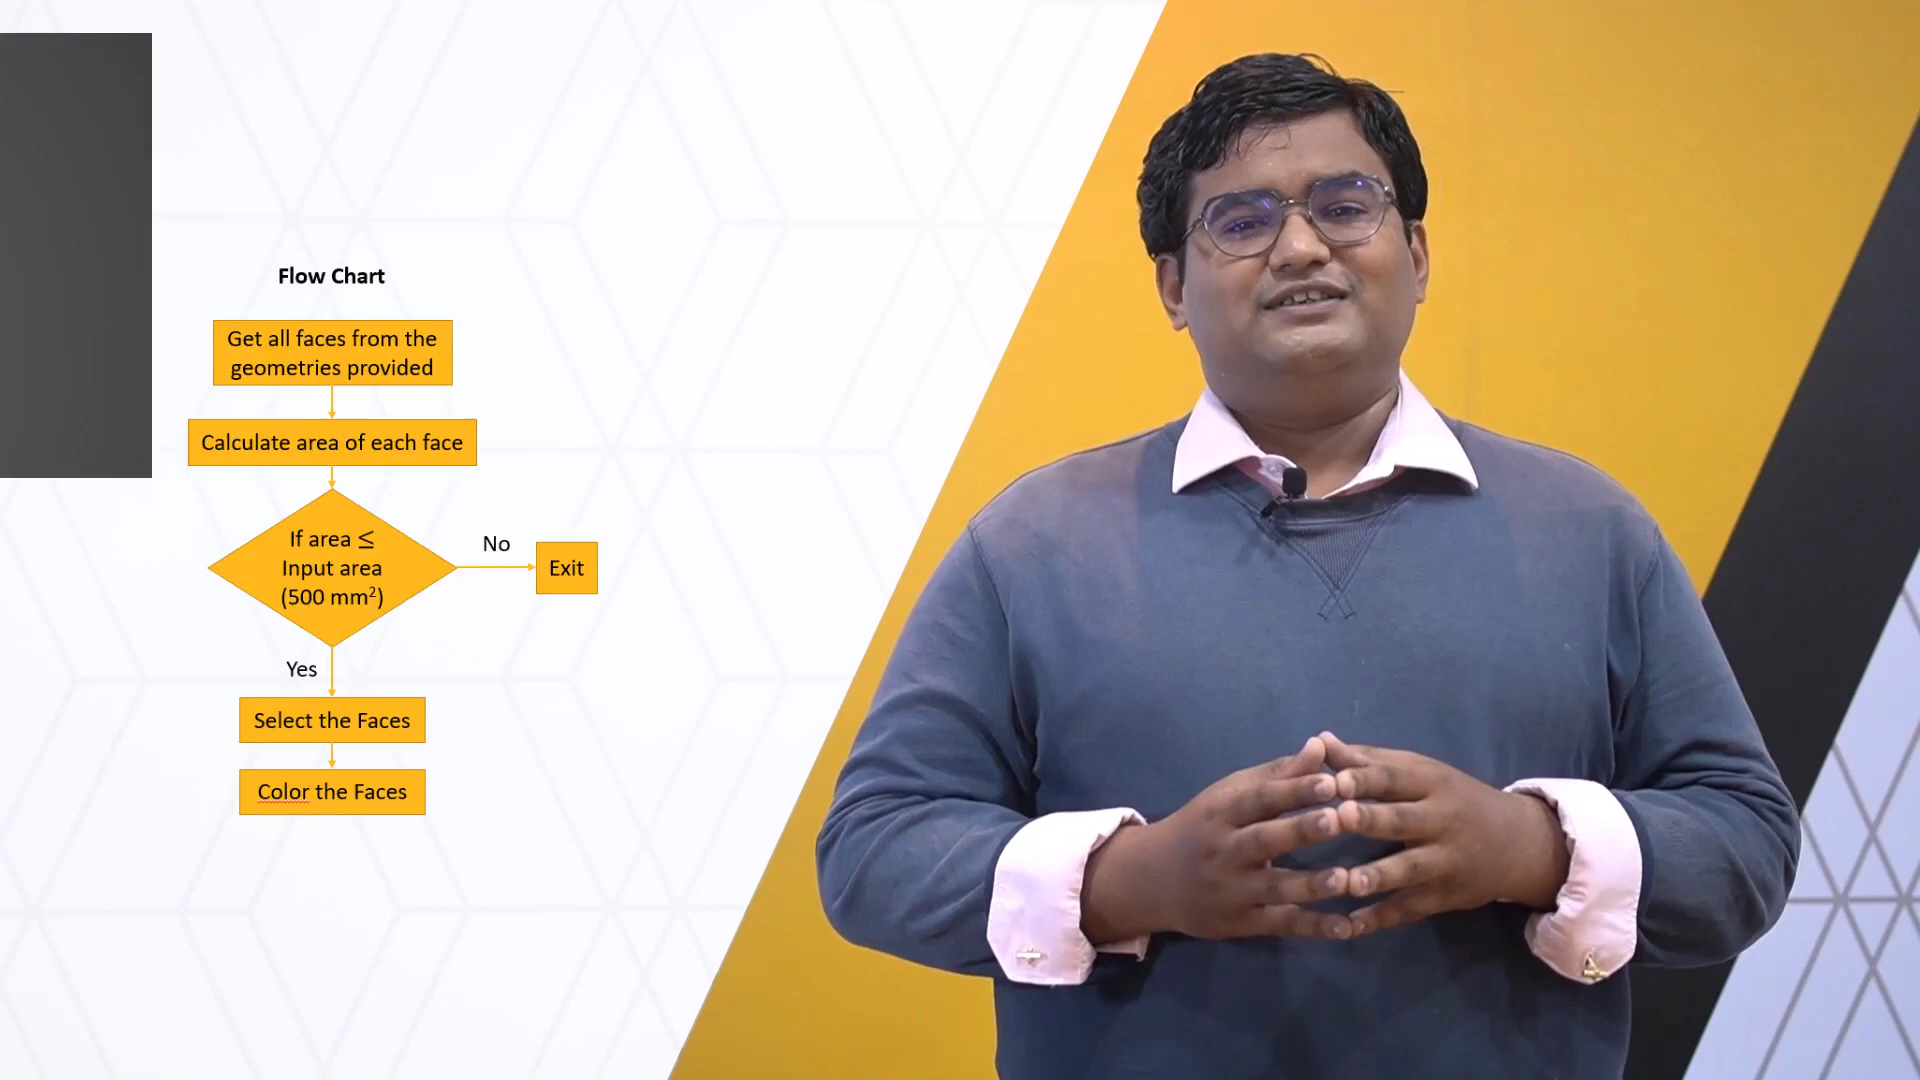 Flow Chart
Get all faces from the
geometries provided
Calculate area of each face
If area ≤
Input area
(500 mm²)
No
Exit
Yes
Select the Faces
Color the Faces